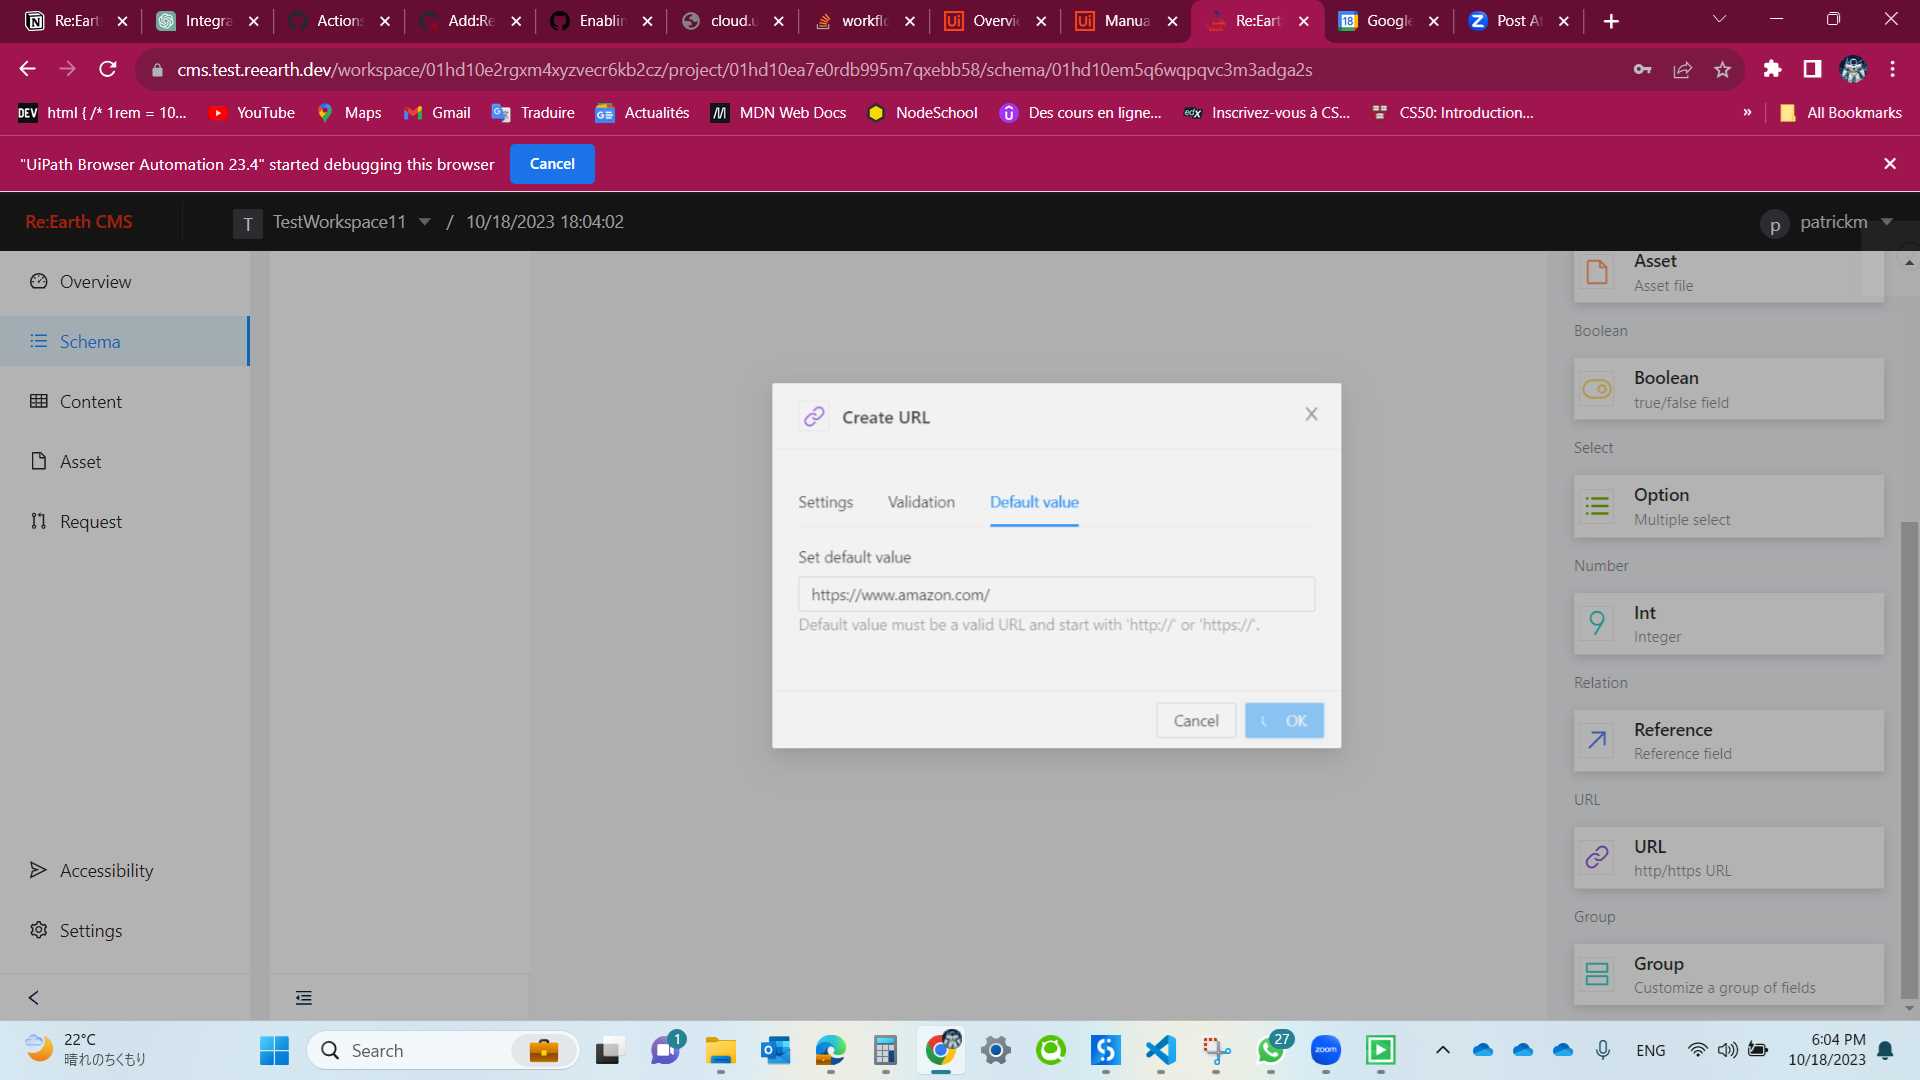 Re:Eart
Integra
Actions
Add:Re
Enablin
cloud.u
workflo
Overvi
Manua
Re:Eart
Google
Post A
cms.test.reearth.dev/workspace/01hd10e2rgxm4xyzvecr6kb2cz/project/01hd10ea7e0rdb995m7qxebb58/schema/01hd10em5q6wqpqvc3m3adga2s
DEV html { /* 1rem = 10...
YouTube
Maps
Gmail
Traduire
Actualités
MDN Web Docs
NodeSchool
Des cours en ligne...
edX Inscrivez-vous à CS...
CS50: Introduction...
»
All Bookmarks
"UiPath Browser Automation 23.4" started debugging this browser
Cancel
Re:Earth CMS
T TestWorkspace11 / 10/18/2023 18:04:02
p patrickm
Overview
Schema
Content
Asset
Request
Accessibility
Settings
Create URL
Settings
Validation
Default value
Set default value
https://www.amazon.com/
Default value must be a valid URL and start with 'http://' or 'https://'.
Cancel
OK
Asset
Asset file
Boolean
Boolean
true/false field
Select
Option
Multiple select
Number
Int
Integer
Relation
Reference
Reference field
URL
URL
http/https URL
Group
Group
Customize a group of fields
22°C
晴れのちくもり
Search
1
27
zoom
ENG
6:04 PM
10/18/2023